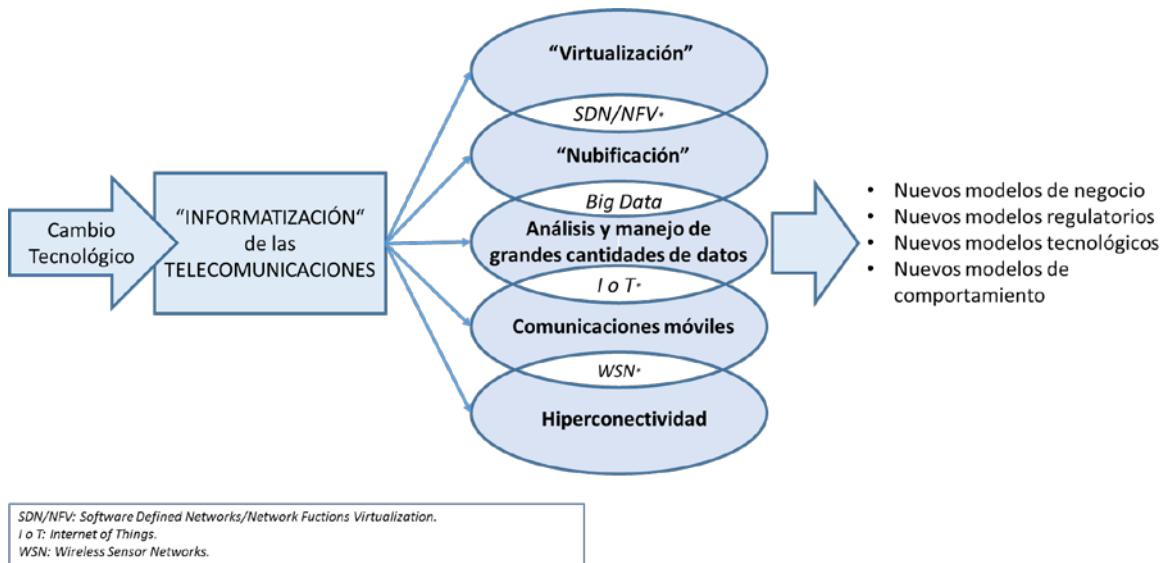 Cambio
Tecnológico
“INFORMATIZACIÓN“
de las
TELECOMUNICACIONES
“Virtualización”
SDN/NFV*
“Nubificación”
Big Data
Análisis y manejo de
grandes cantidades de datos
I o T*
Comunicaciones móviles
WSN*
Hiperconectividad
• Nuevos modelos de negocio
• Nuevos modelos regulatorios
• Nuevos modelos tecnológicos
• Nuevos modelos de
comportamiento
SDN/NFV: Software Defined Networks/Network Fuctions Virtualization.
I o T: Internet of Things.
WSN: Wireless Sensor Networks.